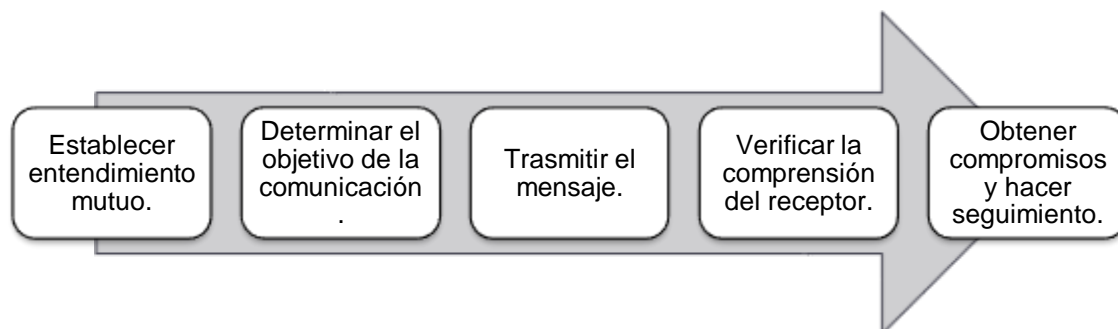 Establecer
entendimiento
mutuo.
Determinar el
objetivo de la
comunicación
.
Trasmitir el
mensaje.
Verificar la
comprensión
del receptor.
Obtener
compromisos
y hacer
seguimiento.